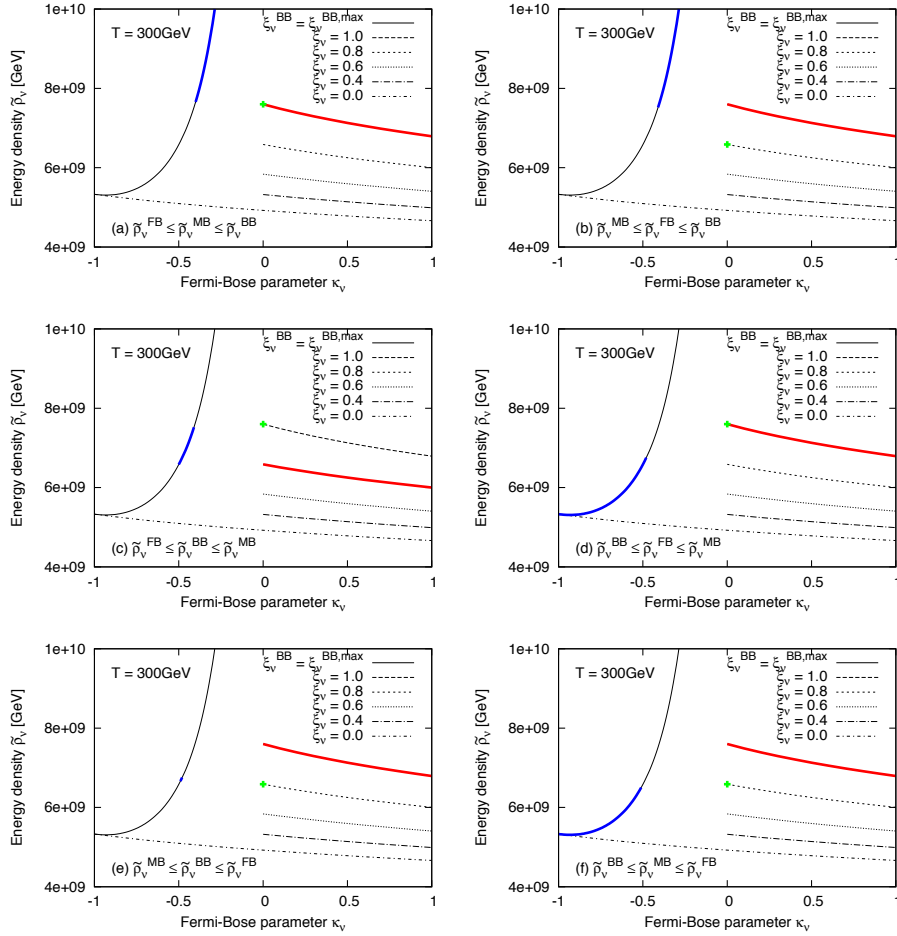 1e+10
8e+09
6e+09
4e+09
Energy density ρ̃ν [GeV]
T = 300GeV
ξν^BB = ξν^BB,max
ξν = 1.0
ξν = 0.8
ξν = 0.6
ξν = 0.4
ξν = 0.0
(a) ρ̃ν^FB ≤ ρ̃ν^MB ≤ ρ̃ν^BB
-1 -0.5 0 0.5 1
Fermi-Bose parameter κν
1e+10
8e+09
6e+09
4e+09
Energy density ρ̃ν [GeV]
T = 300GeV
ξν^BB = ξν^BB,max
ξν = 1.0
ξν = 0.8
ξν = 0.6
ξν = 0.4
ξν = 0.0
(b) ρ̃ν^MB ≤ ρ̃ν^FB ≤ ρ̃ν^BB
-1 -0.5 0 0.5 1
Fermi-Bose parameter κν
1e+10
8e+09
6e+09
4e+09
Energy density ρ̃ν [GeV]
T = 300GeV
ξν^BB = ξν^BB,max
ξν = 1.0
ξν = 0.8
ξν = 0.6
ξν = 0.4
ξν = 0.0
(c) ρ̃ν^FB ≤ ρ̃ν^BB ≤ ρ̃ν^MB
-1 -0.5 0 0.5 1
Fermi-Bose parameter κν
1e+10
8e+09
6e+09
4e+09
Energy density ρ̃ν [GeV]
T = 300GeV
ξν^BB = ξν^BB,max
ξν = 1.0
ξν = 0.8
ξν = 0.6
ξν = 0.4
ξν = 0.0
(d) ρ̃ν^BB ≤ ρ̃ν^FB ≤ ρ̃ν^MB
-1 -0.5 0 0.5 1
Fermi-Bose parameter κν
1e+10
8e+09
6e+09
4e+09
Energy density ρ̃ν [GeV]
T = 300GeV
ξν^BB = ξν^BB,max
ξν = 1.0
ξν = 0.8
ξν = 0.6
ξν = 0.4
ξν = 0.0
(e) ρ̃ν^MB ≤ ρ̃ν^BB ≤ ρ̃ν^FB
-1 -0.5 0 0.5 1
Fermi-Bose parameter κν
1e+10
8e+09
6e+09
4e+09
Energy density ρ̃ν [GeV]
T = 300GeV
ξν^BB = ξν^BB,max
ξν = 1.0
ξν = 0.8
ξν = 0.6
ξν = 0.4
ξν = 0.0
(f) ρ̃ν^BB ≤ ρ̃ν^MB ≤ ρ̃ν^FB
-1 -0.5 0 0.5 1
Fermi-Bose parameter κν